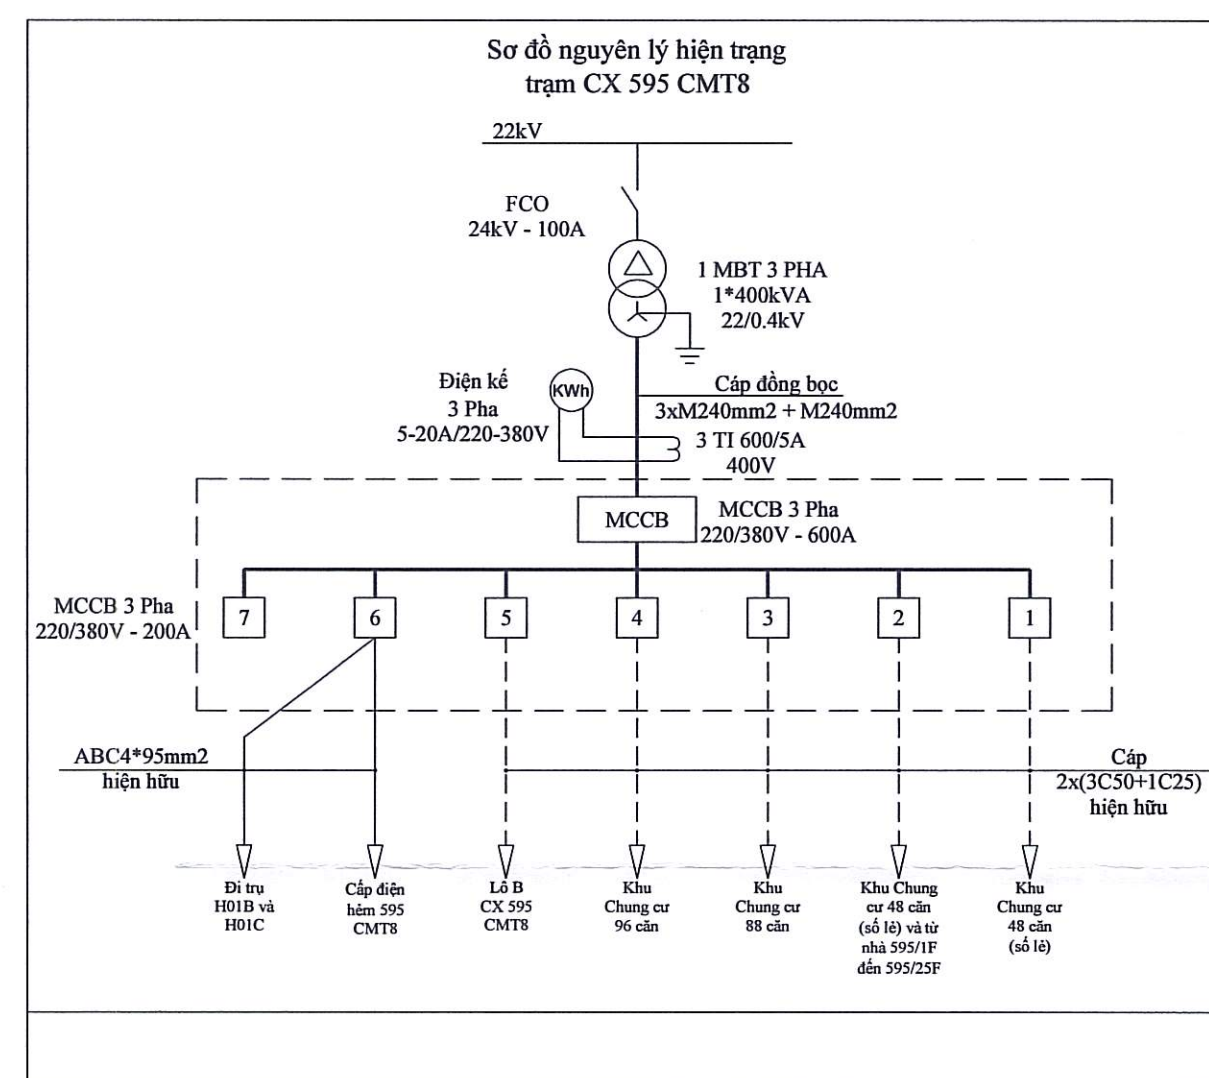 Sơ đồ nguyên lý hiện trạng
trạm CX 595 CMT8
22kV
FCO
24kV - 100A
1 MBT 3 PHA
1*400kVA
22/0.4kV
Điện kế
3 Pha
5-20A/220-380V
KWh
Cáp đồng bọc
3xM240mm2 + M240mm2
3 TI 600/5A
400V
MCCB
MCCB 3 Pha
220/380V - 600A
MCCB 3 Pha
220/380V - 200A
7
6
5
4
3
2
1
ABC4*95mm2
hiện hữu
Cáp
2x(3C50+1C25)
hiện hữu
Đi trụ
H01B và
H01C
Cấp điện
hẻm 595
CMT8
Lô B
CX 595
CMT8
Khu
Chung cư
96 căn
Khu
Chung cư
88 căn
Khu Chung
cư 48 căn
(số lẻ) và từ
nhà 595/1F
đến 595/25F
Khu
Chung cư
48 căn
(số lẻ)